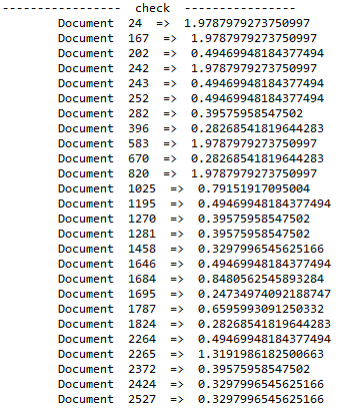 ----------------- check ----------------
Document 24 => 1.9787979273750997
Document 167 => 1.9787979273750997
Document 202 => 0.49469948184377494
Document 242 => 1.9787979273750997
Document 243 => 0.49469948184377494
Document 252 => 0.49469948184377494
Document 282 => 0.39575958547502
Document 396 => 0.28268541819644283
Document 583 => 1.9787979273750997
Document 670 => 0.28268541819644283
Document 820 => 1.9787979273750997
Document 1025 => 0.79151917095004
Document 1195 => 0.49469948184377494
Document 1270 => 0.39575958547502
Document 1281 => 0.39575958547502
Document 1458 => 0.3297996545625166
Document 1646 => 0.49469948184377494
Document 1684 => 0.8480562545893284
Document 1695 => 0.24734974092188747
Document 1787 => 0.6595993091250332
Document 1824 => 0.28268541819644283
Document 2264 => 0.49469948184377494
Document 2265 => 1.3191986182500663
Document 2372 => 0.39575958547502
Document 2424 => 0.3297996545625166
Document 2527 => 0.3297996545625166